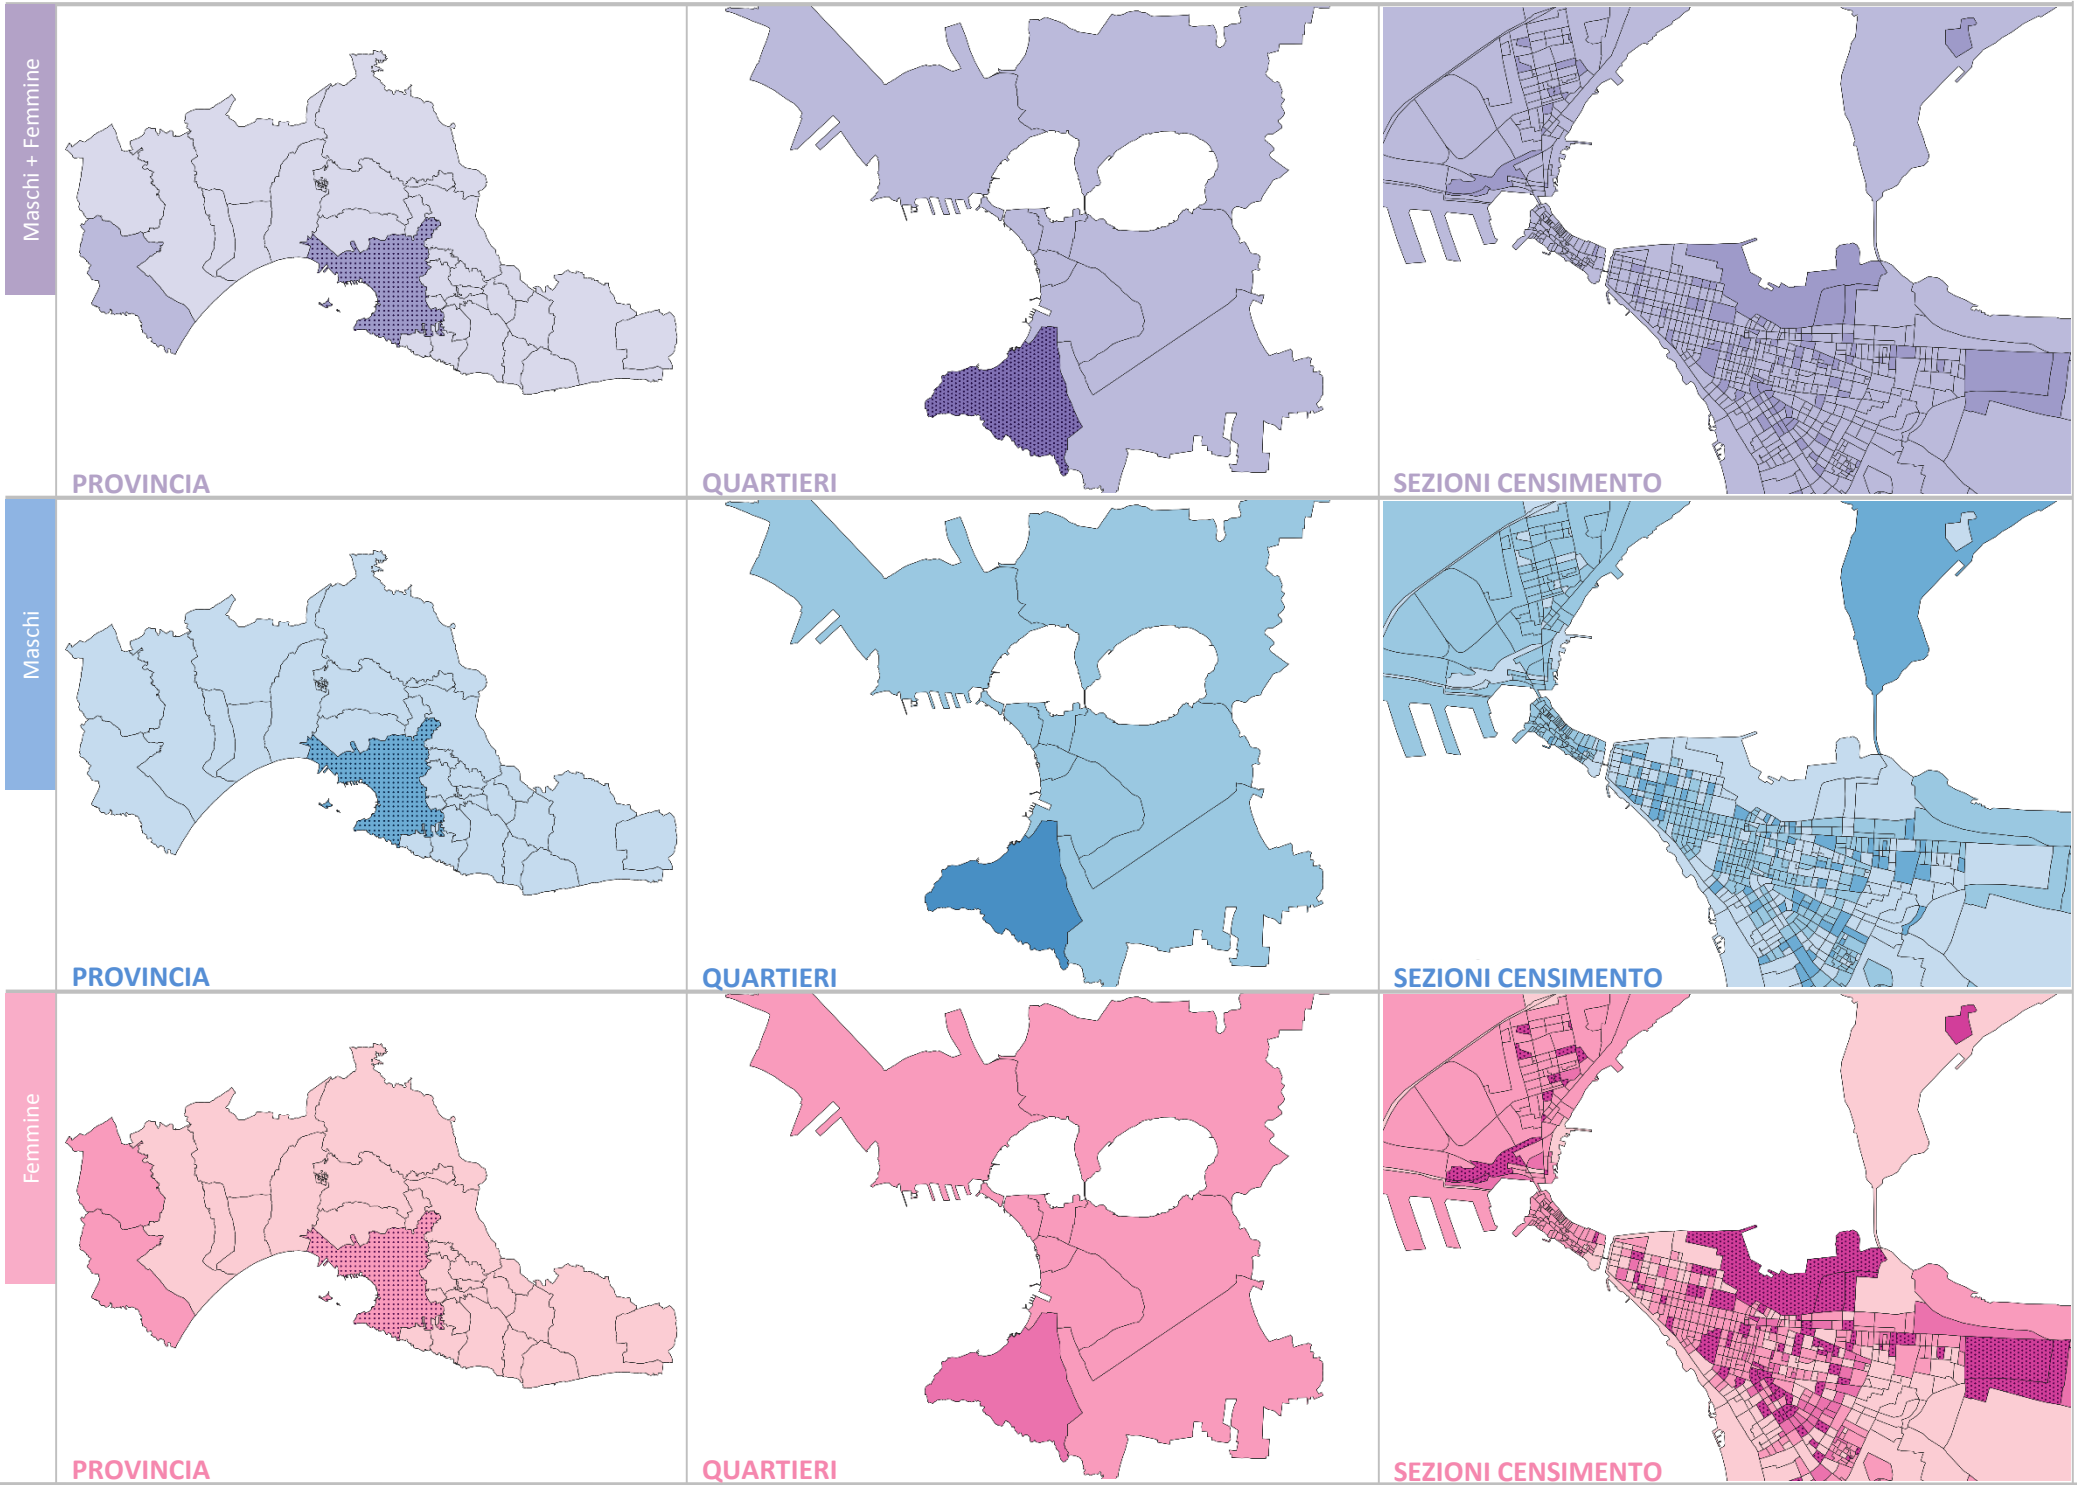 Maschi + Femmine
PROVINCIA
QUARTIERI
SEZIONI CENSIMENTO
Maschi
PROVINCIA
QUARTIERI
SEZIONI CENSIMENTO
Femmine
PROVINCIA
QUARTIERI
SEZIONI CENSIMENTO